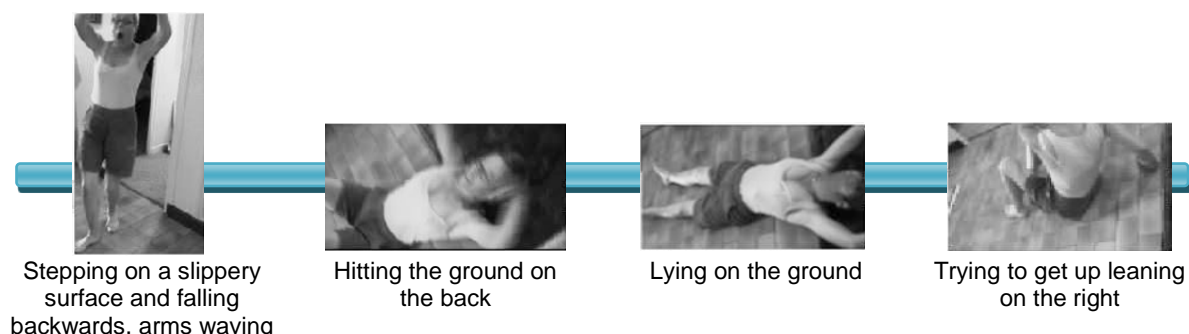 Stepping on a slippery
surface and falling
backwards, arms waving
Hitting the ground on
the back
Lying on the ground
Trying to get up leaning
on the right